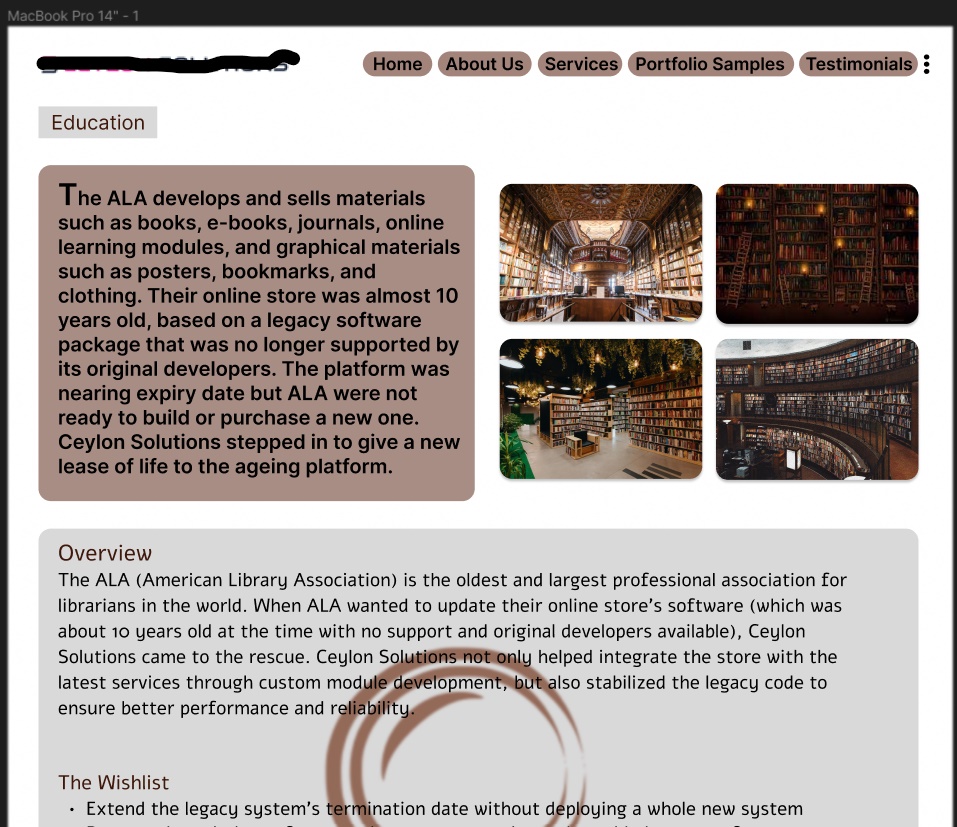 MacBook Pro 14" - 1
Home About Us Services Portfolio Samples Testimonials
Education
The ALA develops and sells materials
such as books, e-books, journals, online
learning modules, and graphical materials
such as posters, bookmarks, and
clothing. Their online store was almost 10
years old, based on a legacy software
package that was no longer supported by
its original developers. The platform was
nearing expiry date but ALA were not
ready to build or purchase a new one.
Ceylon Solutions stepped in to give a new
lease of life to the ageing platform.
Overview
The ALA (American Library Association) is the oldest and largest professional association for
librarians in the world. When ALA wanted to update their online store's software (which was
about 10 years old at the time with no support and original developers available), Ceylon
Solutions came to the rescue. Ceylon Solutions not only helped integrate the store with the
latest services through custom module development, but also stabilized the legacy code to
ensure better performance and reliability.
The Wishlist
• Extend the legacy system's termination date without deploying a whole new system